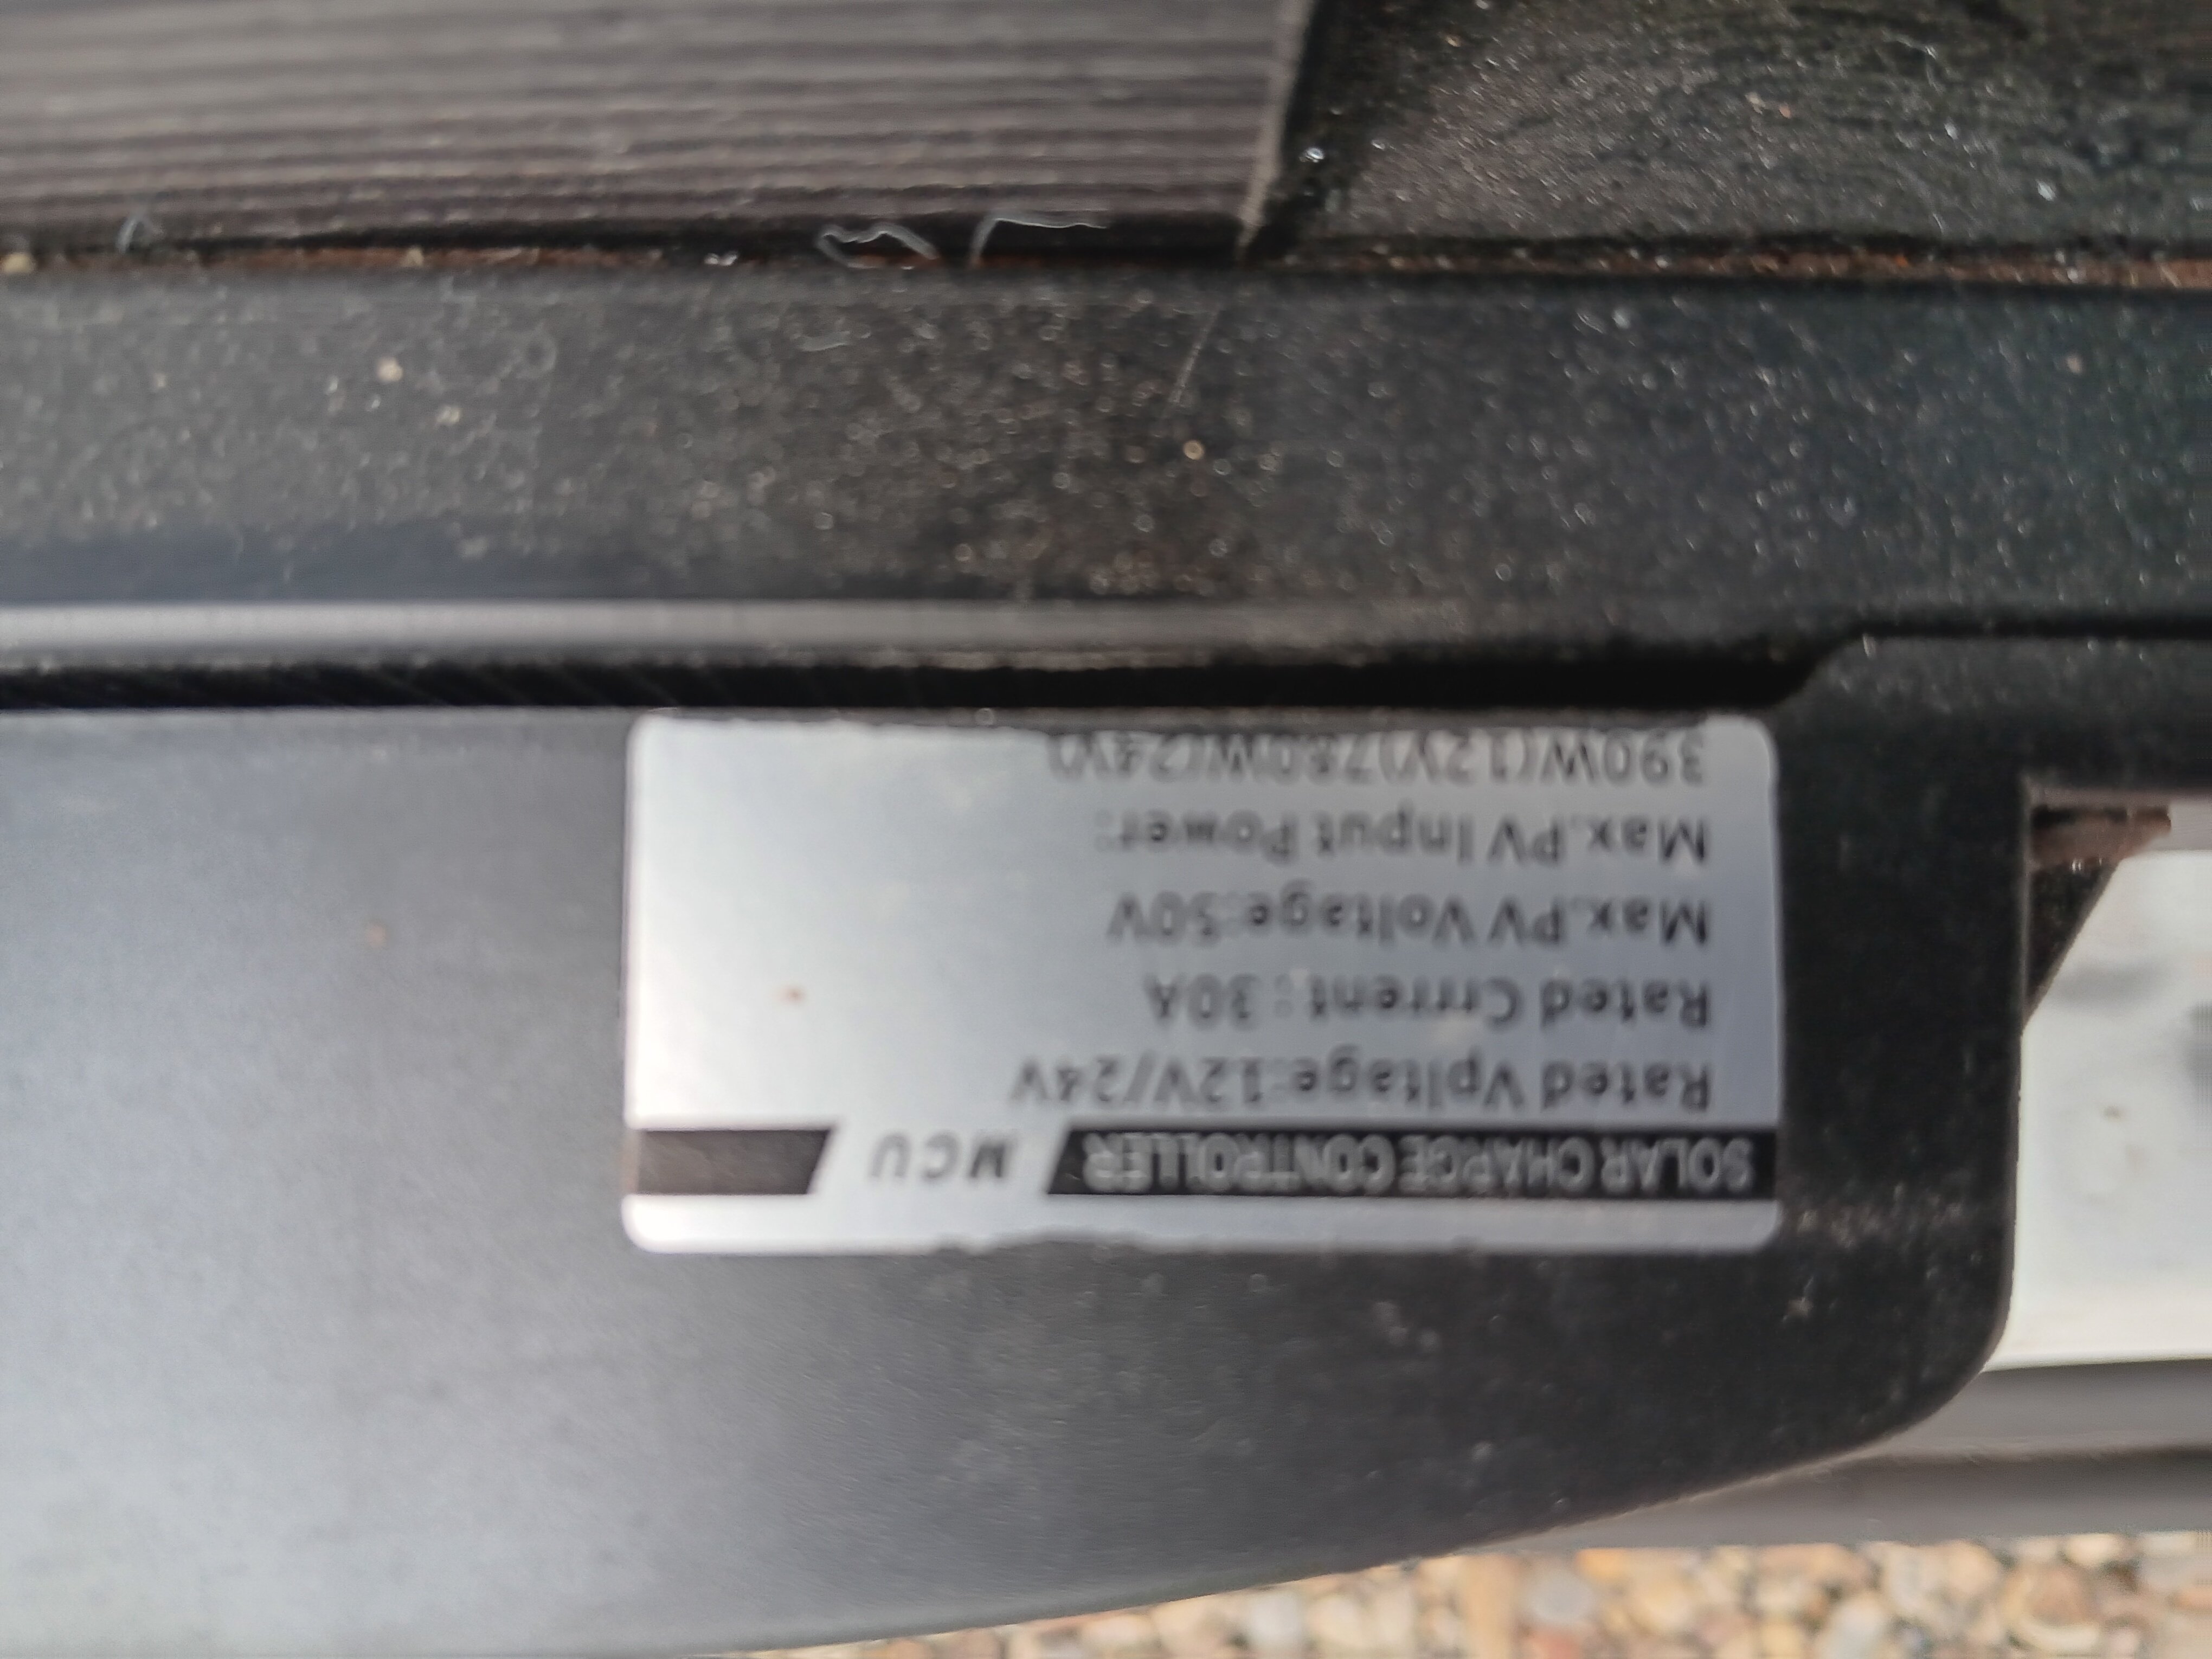 SOLAR CHARGE CONTROLLER MCU
Rated Vpltage:12V/24V
Rated Crrrent: 30A
Max.PV Voltage:50V
Max.PV Input Power:
390W(12V)780W(24V)